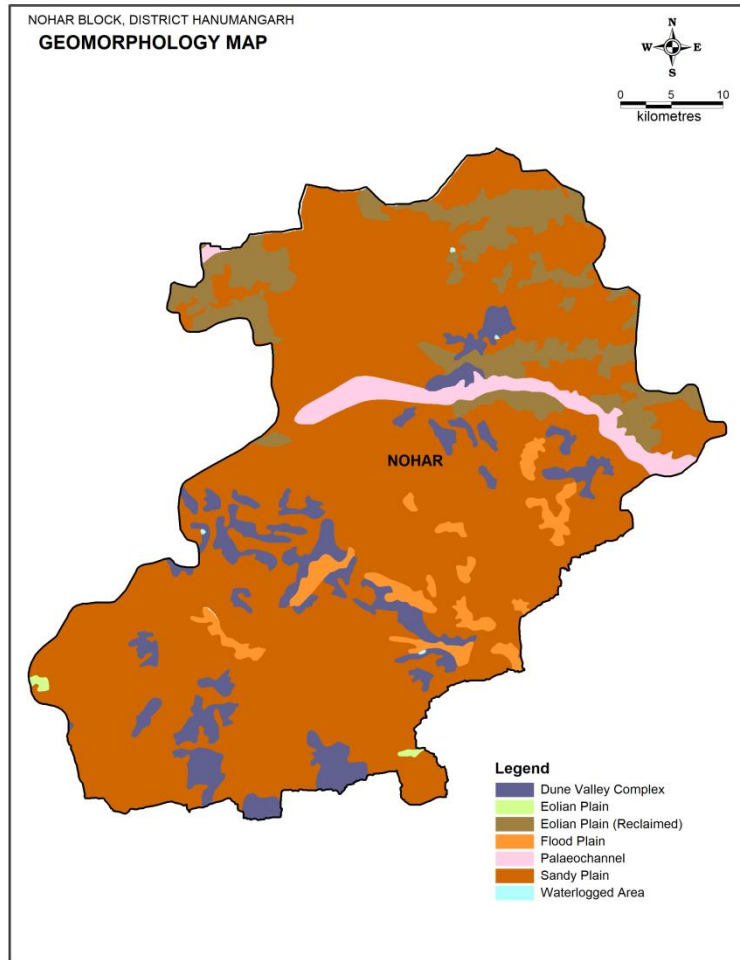 NOHAR BLOCK, DISTRICT HANUMANGARH
GEOMORPHOLOGY MAP
N
W E
S
0 5 10
kilometres
NOHAR
Legend
Dune Valley Complex
Eolian Plain
Eolian Plain (Reclaimed)
Flood Plain
Palaeochannel
Sandy Plain
Waterlogged Area